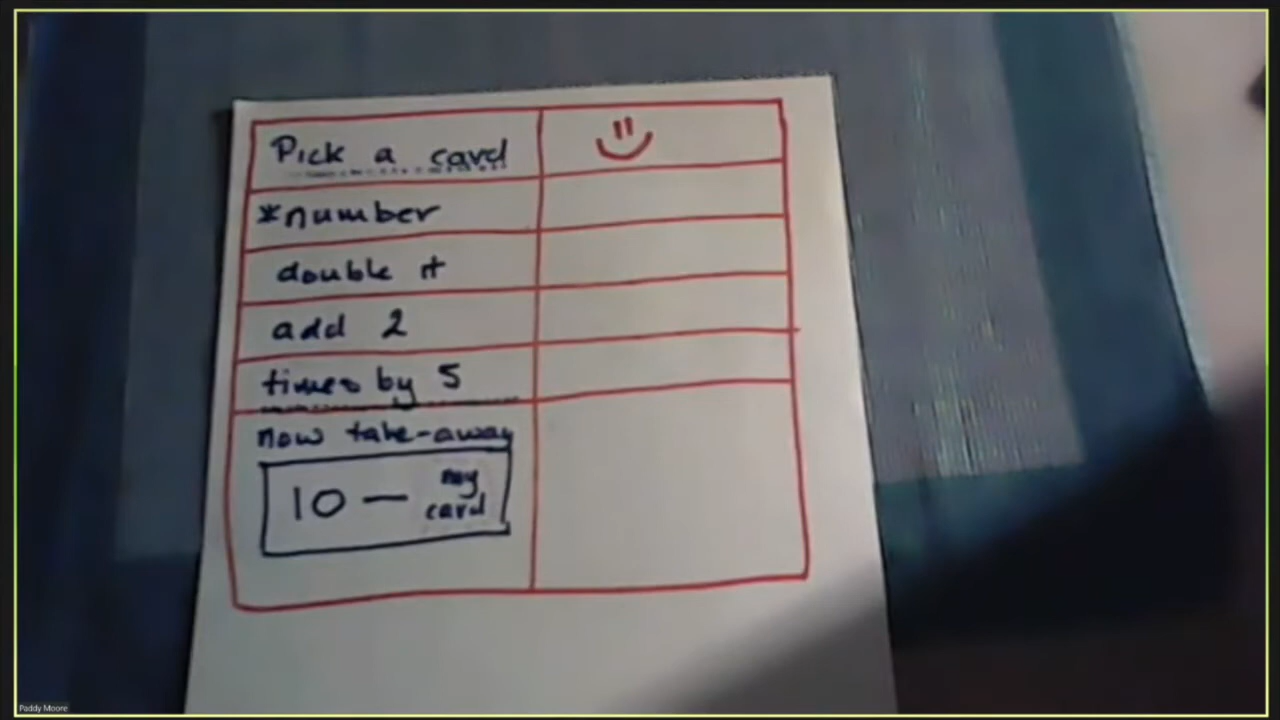 Pick a card
*number
double it
add 2
times by 5
now take-away
10 — my
card
Paddy Moore